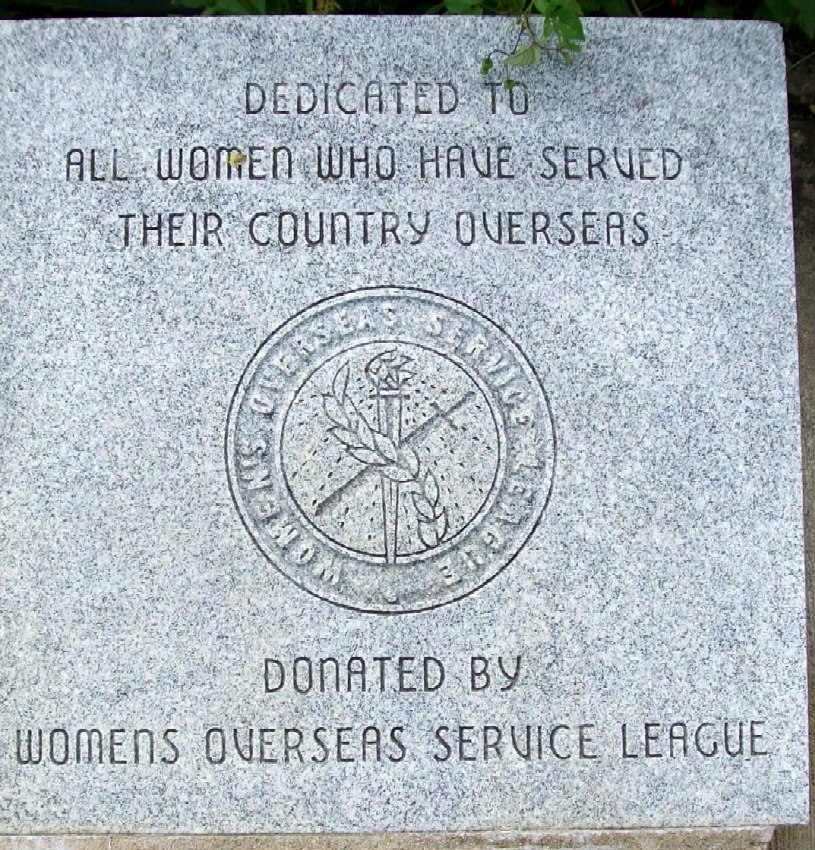 DEDICATED TO
ALL WOMEN WHO HAVE SERVED
THEIR COUNTRY OVERSEAS
WOMEN'S OVERSEAS SERVICE LEAGUE
DONATED BY
WOMENS OVERSEAS SERVICE LEAGUE